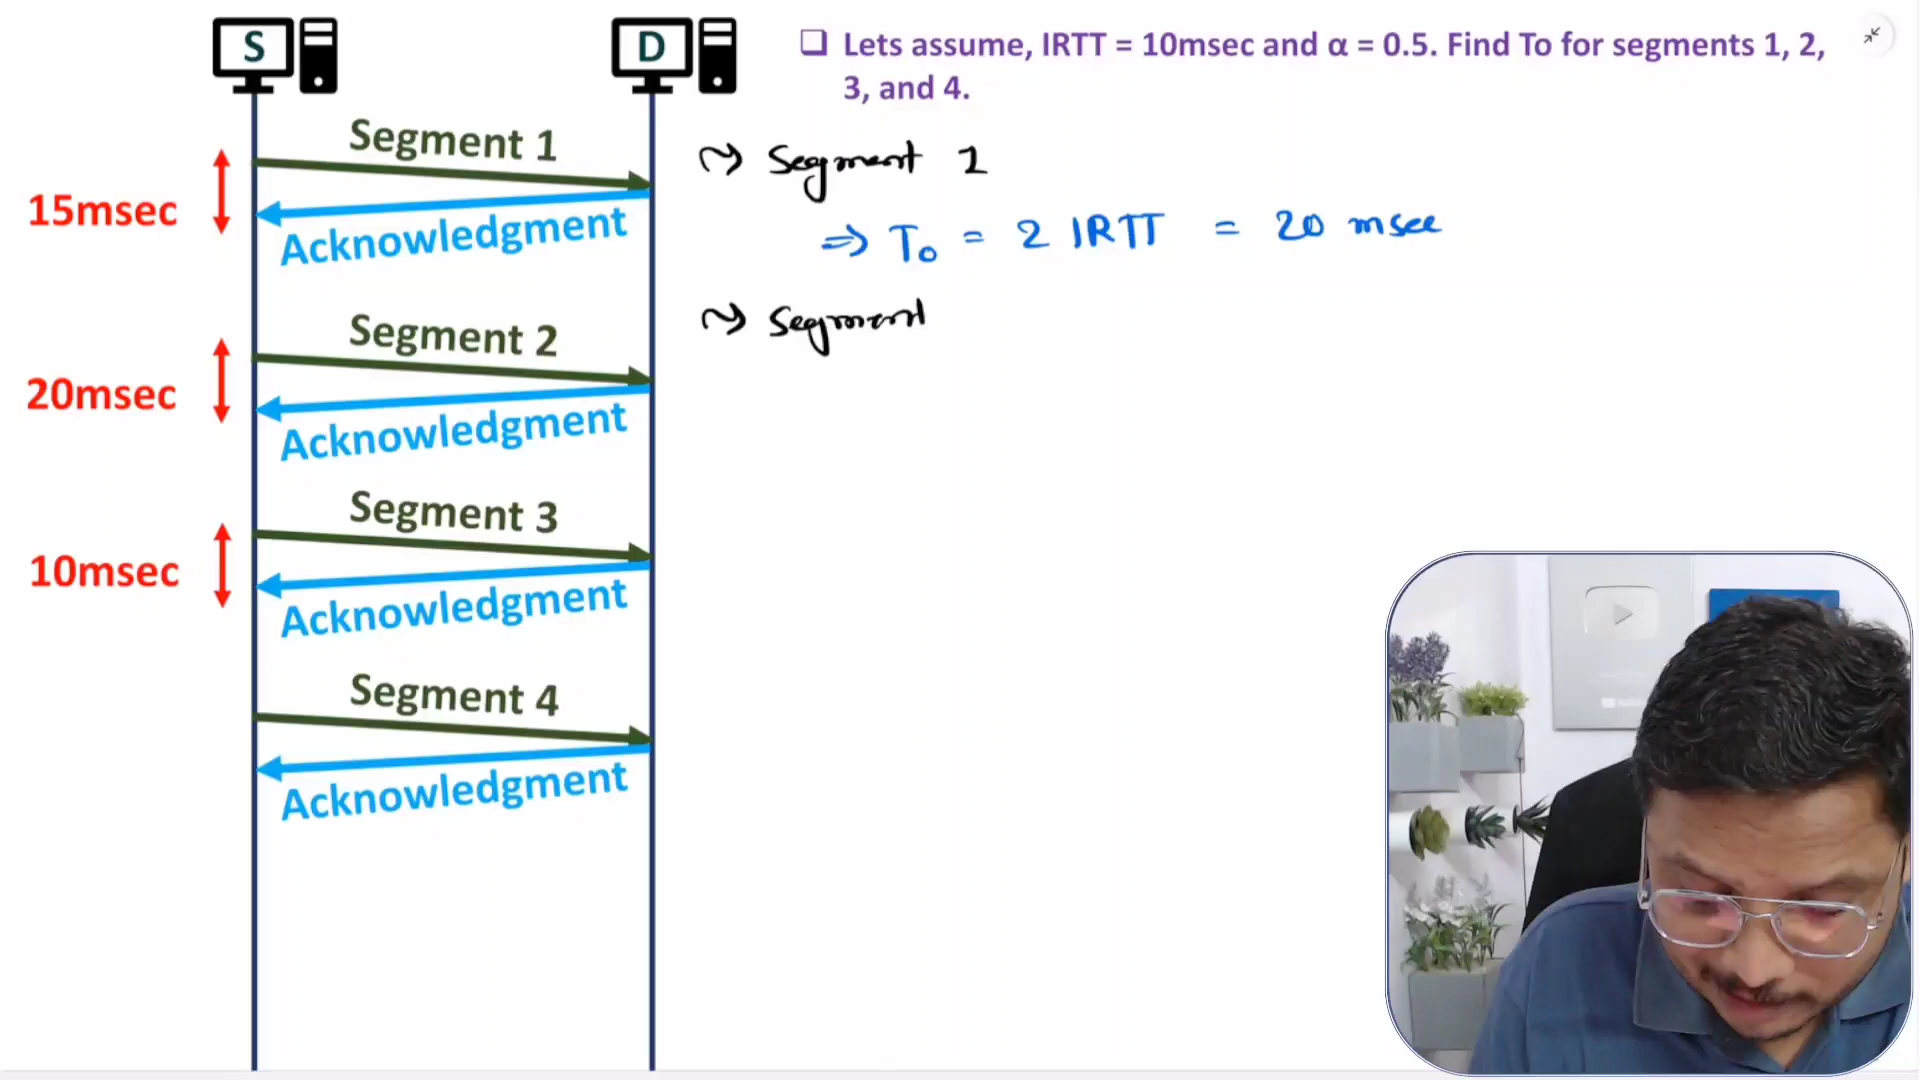 S
D
❑ Lets assume, IRTT = 10msec and α = 0.5. Find To for segments 1, 2,
3, and 4.
Segment 1
15msec
Acknowledgment
Segment 2
20msec
Acknowledgment
Segment 3
10msec
Acknowledgment
Segment 4
Acknowledgment
Segment 1
⇒ T₀ = 2 IRTT = 20 msec
Segment